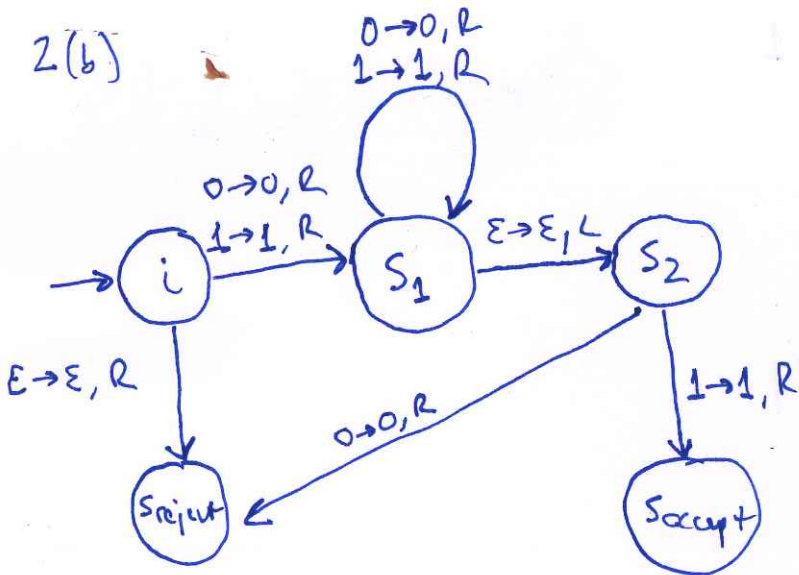 2(b)
0→0, R
1→1, R
0→0, R
1→1, R
i
S1
ε→ε, L
S2
ε→ε, R
0→0, R
1→1, R
Sreject
Saccept